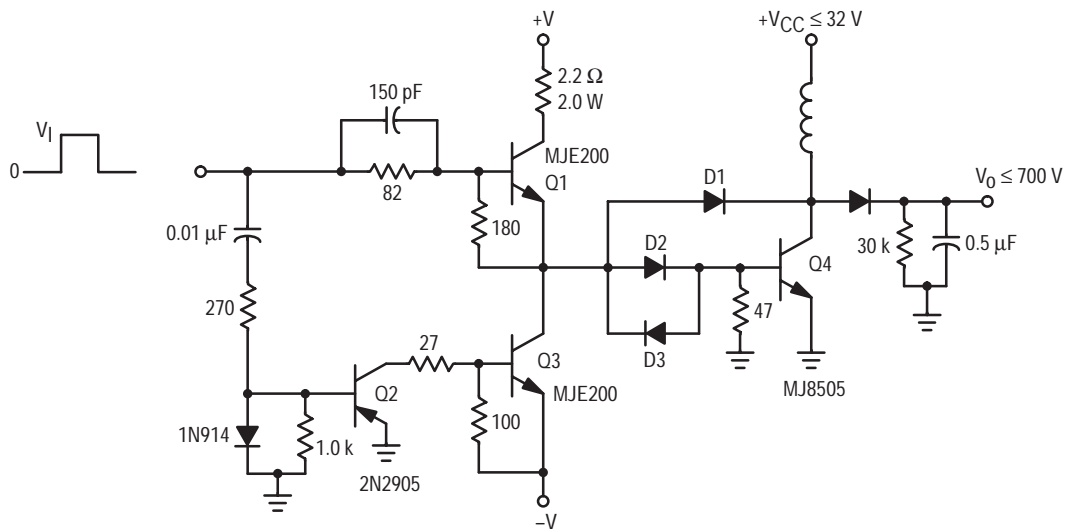 +V
+VCC ≤ 32 V
2.2 Ω
2.0 W
150 pF
VI
0
MJE200
Q1
82
D1
Vo ≤ 700 V
0.01 µF
180
30 k
0.5 µF
D2
Q4
270
47
27
Q3
D3
Q2
MJE200
MJ8505
1N914
1.0 k
100
2N2905
–V